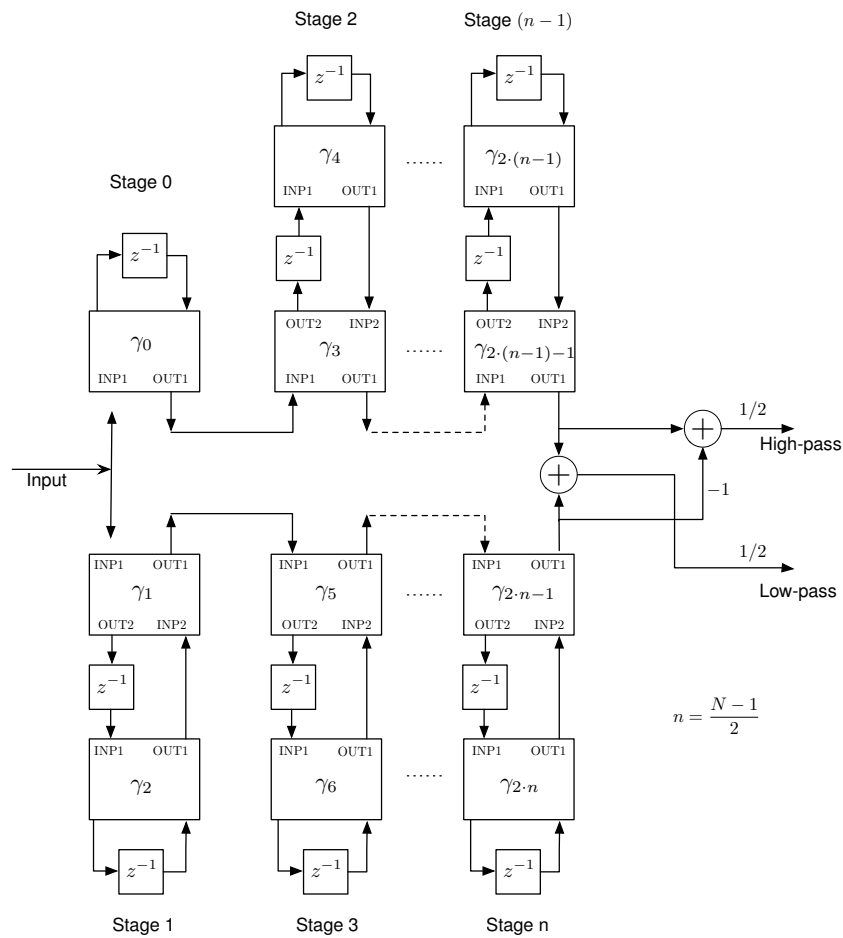 Stage 2
Stage (n − 1)
z⁻¹
z⁻¹
γ₄
......
γ₂.₍ₙ₋₁₎
INP1 OUT1
INP1 OUT1
Stage 0
z⁻¹
z⁻¹
z⁻¹
OUT2 INP2
OUT2 INP2
γ₀
γ₃
......
γ₂.₍ₙ₋₁₎₋₁
INP1 OUT1
INP1 OUT1
INP1 OUT1
1/2
High-pass
Input
−1
1/2
Low-pass
INP1 OUT1
INP1 OUT1
INP1 OUT1
γ₁
γ₅
......
γ₂.ₙ₋₁
OUT2 INP2
OUT2 INP2
OUT2 INP2
z⁻¹
z⁻¹
z⁻¹
n = (N − 1)/2
INP1 OUT1
INP1 OUT1
INP1 OUT1
γ₂
γ₆
......
γ₂.ₙ
z⁻¹
z⁻¹
z⁻¹
Stage 1
Stage 3
Stage n